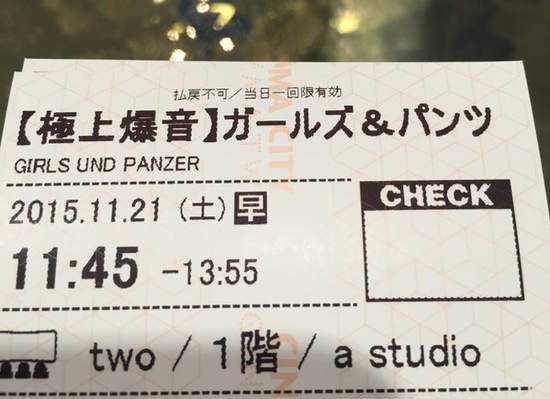 払戻不可／当日一回限有効
【極上爆音】ガールズ＆パンツ
GIRLS UND PANZER
2015.11.21 (土) 早
CHECK
11:45 -13:55
two / 1階 / a studio